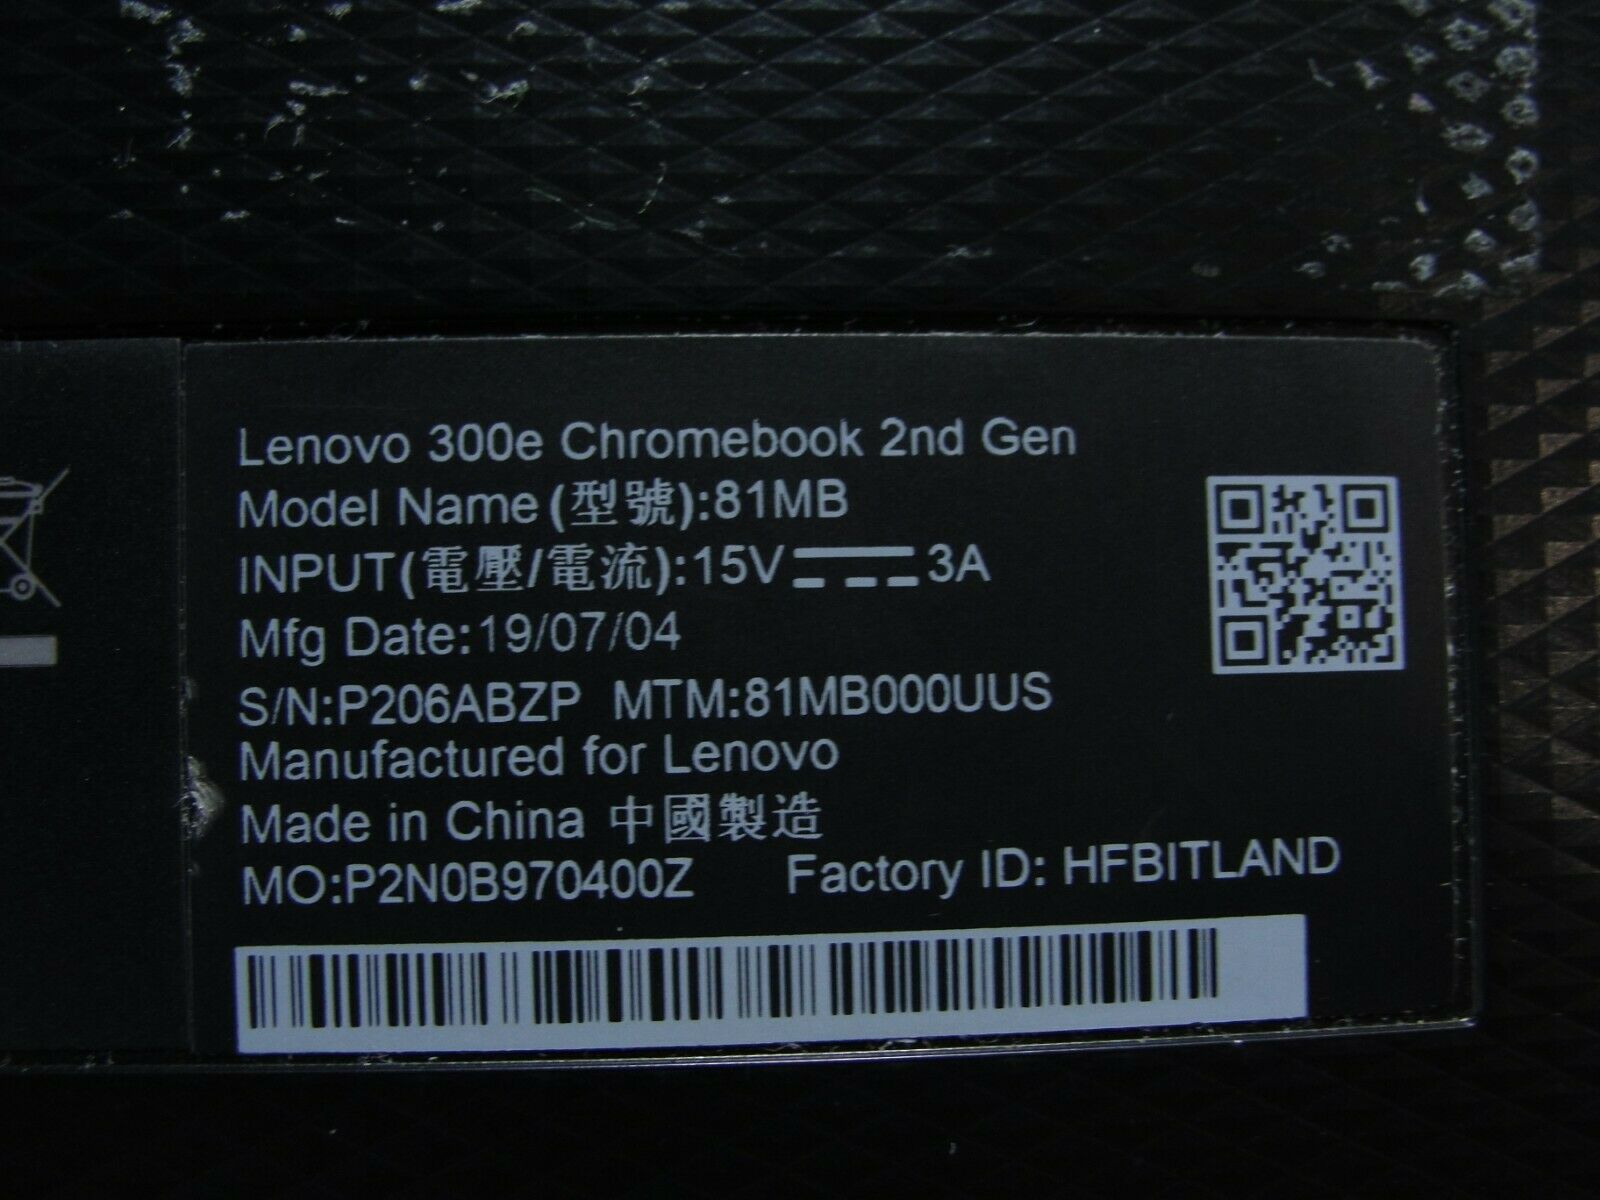 Lenovo 300e Chromebook 2nd Gen
Model Name (型號):81MB
INPUT(電壓/電流):15V⎓3A
Mfg Date:19/07/04
S/N:P206ABZP MTM:81MB000UUS
Manufactured for Lenovo
Made in China 中國製造
MO:P2N0B970400Z Factory ID: HFBITLAND